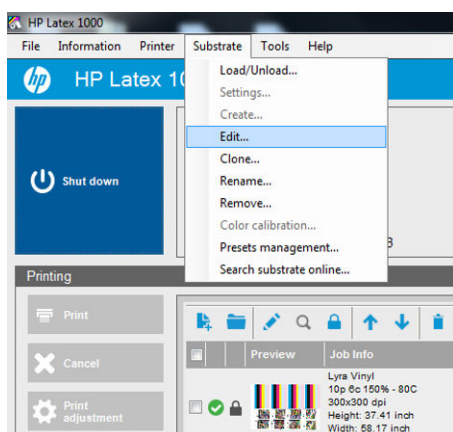 HP Latex 1000
File Information Printer Substrate Tools Help
hp HP Latex 10
Load/Unload...
Settings...
Create...
Edit...
Clone...
Rename...
Remove...
Color calibration...
Presets management...
Search substrate online...
Shut down
3
Printing
Print
Cancel
Print
adjustment
Preview Job Info
Lyra Vinyl
10p 6c 150% - 80C
300x300 dpi
Height: 37.41 inch
Width: 58.17 inch